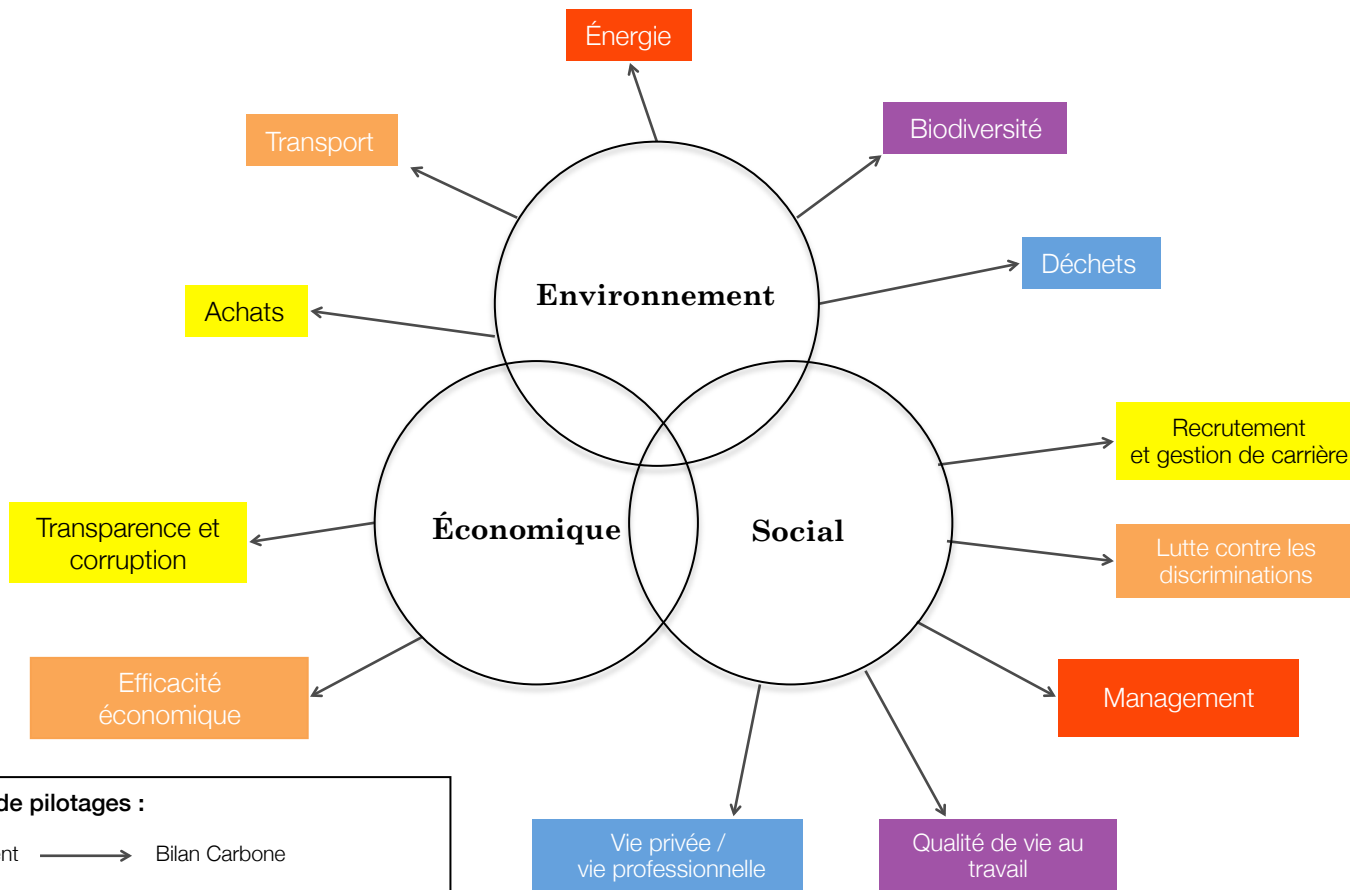 Énergie
Transport
Biodiversité
Déchets
Environnement
Achats
Recrutement
et gestion de carrière
Transparence et
corruption
Économique
Social
Lutte contre les
discriminations
Efficacité
économique
Management
de pilotages :
Bilan Carbone
Vie privée /
vie professionnelle
Qualité de vie au
travail